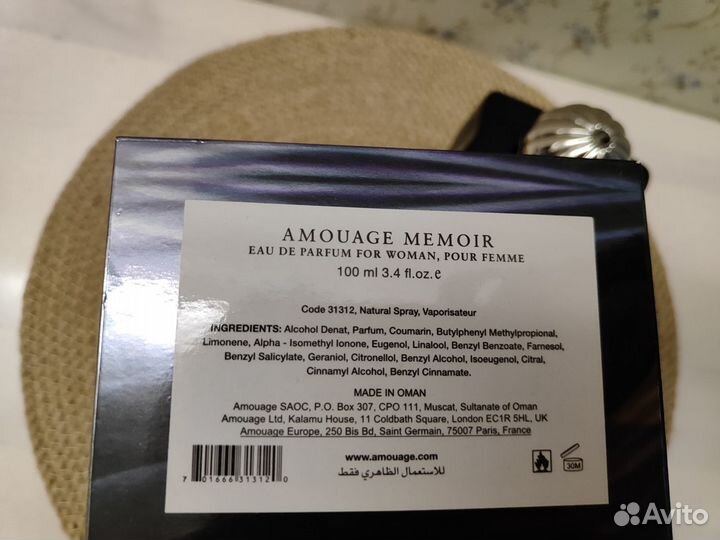 AMOUAGE MEMOIR
EAU DE PARFUM FOR WOMAN, POUR FEMME
100 ml 3.4 fl.oz.e
Code 31312, Natural Spray, Vaporisateur
INGREDIENTS: Alcohol Denat, Parfum, Coumarin, Butylphenyl Methylpropional,
Limonene, Alpha - Isomethyl Ionone, Eugenol, Linalool, Benzyl Benzoate, Farnesol,
Benzyl Salicylate, Geraniol, Citronellol, Benzyl Alcohol, Isoeugenol, Citral,
Cinnamyl Alcohol, Benzyl Cinnamate.
MADE IN OMAN
Amouage SAOC, P.O. Box 307, CPO 111, Muscat, Sultanate of Oman
Amouage Ltd, Kalamu House, 11 Coldbath Square, London EC1R 5HL, UK
Amouage Europe, 250 Bis Bd, Saint Germain, 75007 Paris, France
www.amouage.com
للاستعمال الظاهري فقط
7 01666 31312 0
30M
Avito